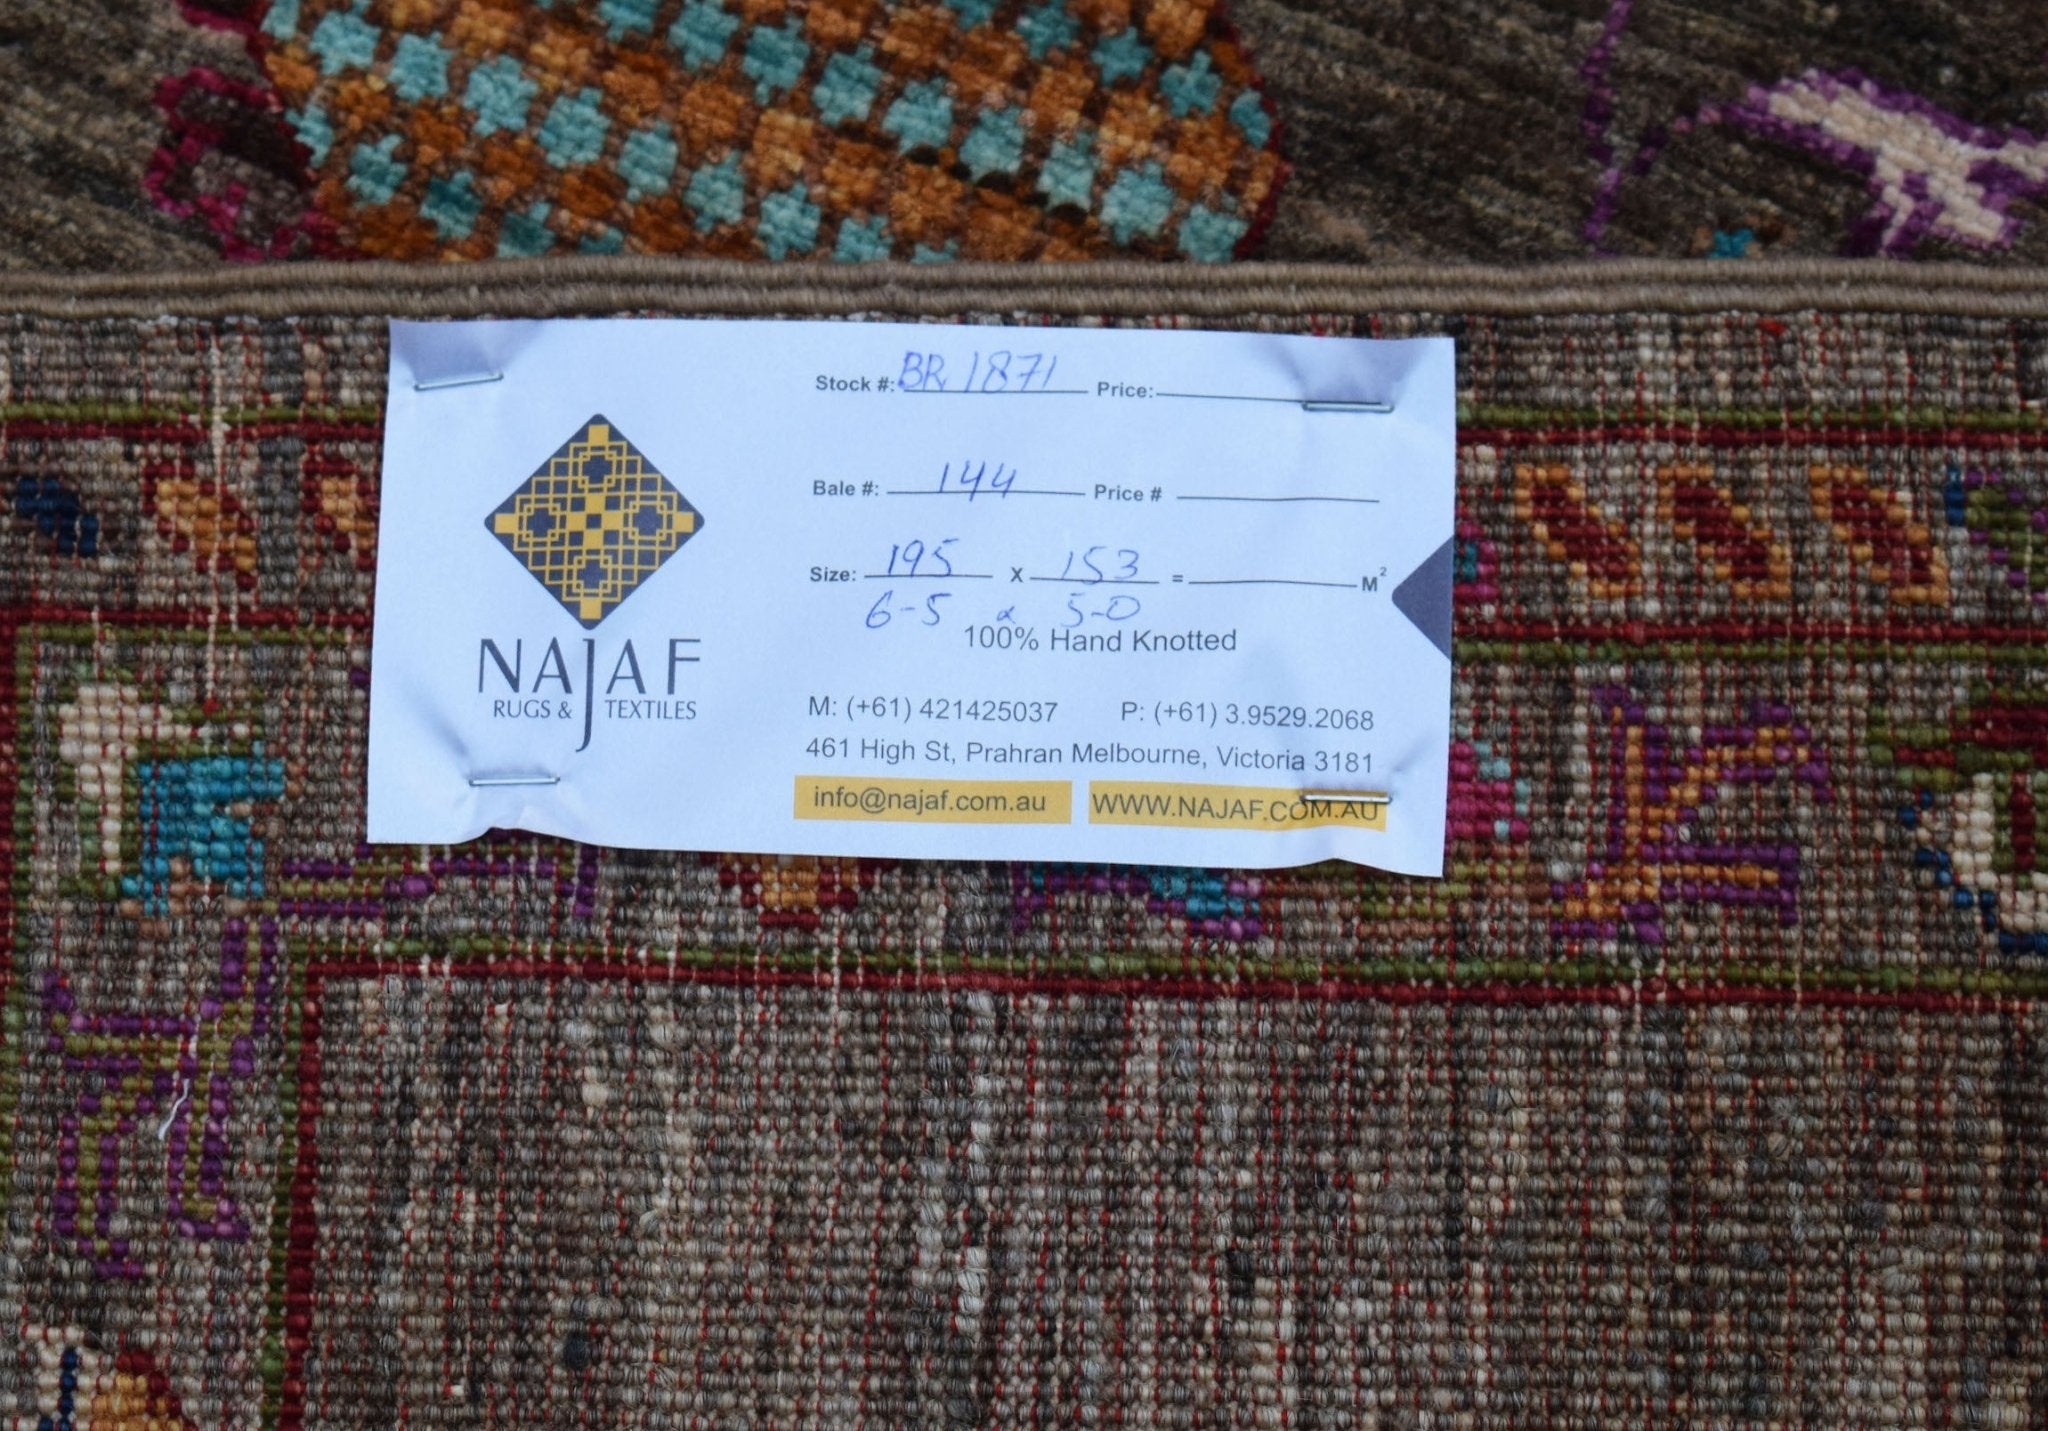 Stock #: BR 1871 Price:
Bale #: 144 Price #
Size: 195 X 153 = M²
6-5 x 5-0
100% Hand Knotted
NAJAF
RUGS & TEXTILES
M: (+61) 421425037 P: (+61) 3.9529.2068
461 High St, Prahran Melbourne, Victoria 3181
info@najaf.com.au WWW.NAJAF.COM.AU